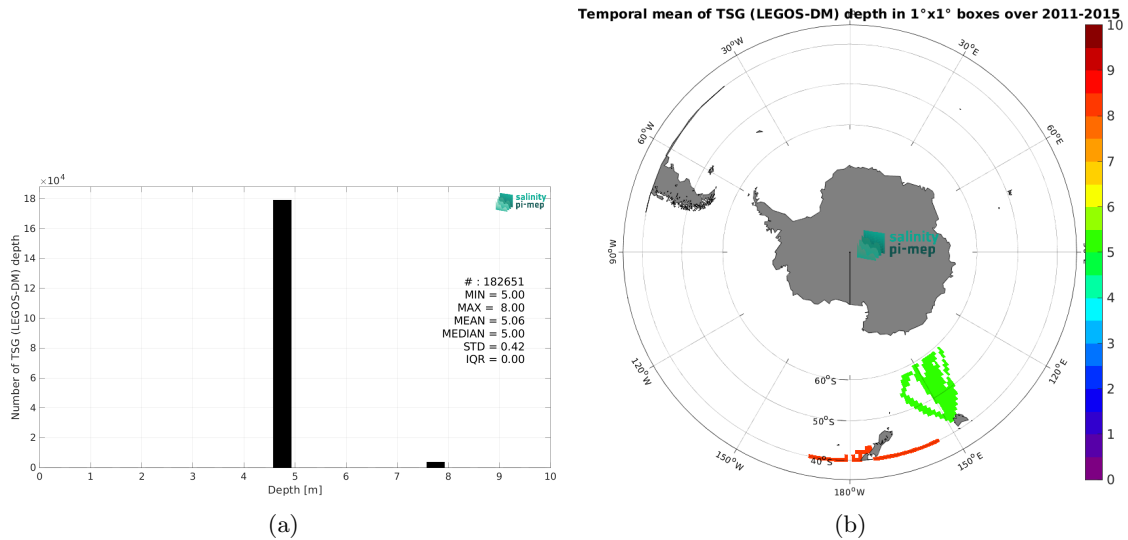 Temporal mean of TSG (LEGOS-DM) depth in 1°x1° boxes over 2011-2015
×10⁴
18
16
14
12
10
8
6
4
2
0
Number of TSG (LEGOS-DM) depth
salinity
pi-mep
# : 182651
MIN = 5.00
MAX = 8.00
MEAN = 5.06
MEDIAN = 5.00
STD = 0.42
IQR = 0.00
0 1 2 3 4 5 6 7 8 9 10
Depth [m]
(a)
30°W
30°E
60°W
60°E
90°W
salinity
pi-mep
120°W
120°E
60°S
50°S
40°S
150°W
150°E
180°W
10
9
8
7
6
5
4
3
2
1
0
(b)